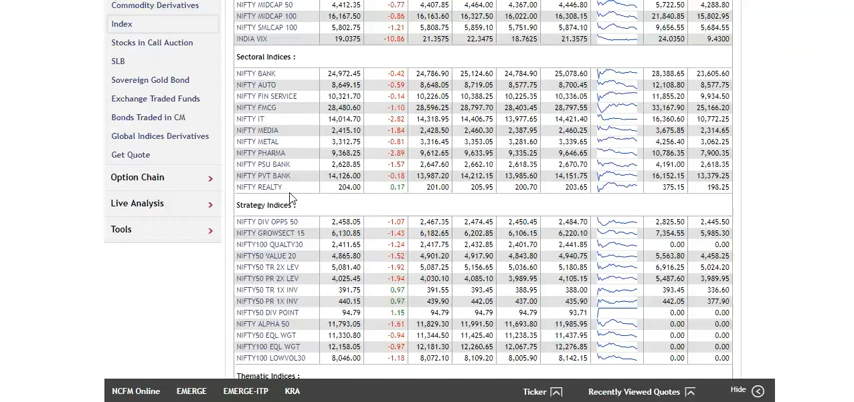 Commodity Derivatives
Index
Stocks in Call Auction
SLB
Sovereign Gold Bond
Exchange Traded Funds
Bonds Traded in CM
Global Indices Derivatives
Get Quote
Option Chain
Live Analysis
Tools
NIFTY MIDCAP 50 4,412.35 -0.77 4,407.85 4,464.00 4,367.00 4,446.80 5,722.50 4,288.80
NIFTY MIDCAP 100 16,167.50 -0.86 16,163.60 16,327.50 16,022.00 16,308.15 21,840.85 15,802.95
NIFTY SMLCAP 100 5,802.75 -1.21 5,808.75 5,859.10 5,751.90 5,873.60 9,656.55 5,684.55
INDIA VIX 19.0375 -10.86 21.3575 22.3475 18.7625 21.3575 24.0350 9.4300
Sectoral Indices :
NIFTY BANK 24,972.45 -0.42 24,786.90 25,124.60 24,784.90 25,078.60 28,388.65 23,605.60
NIFTY AUTO 8,649.15 -0.59 8,648.05 8,719.05 8,577.75 8,700.45 12,108.80 8,577.75
NIFTY FIN SERVICE 10,321.70 -0.14 10,226.05 10,388.25 10,225.35 10,336.05 11,855.20 9,934.50
NIFTY FMCG 28,480.60 -1.10 28,596.25 28,797.70 28,403.45 28,797.55 33,167.90 25,166.20
NIFTY IT 14,014.70 -2.82 14,318.95 14,406.75 13,977.65 14,421.40 16,360.60 10,772.25
NIFTY MEDIA 2,415.10 -1.84 2,428.50 2,460.30 2,387.95 2,460.25 3,675.85 2,314.65
NIFTY METAL 3,312.75 -0.81 3,316.45 3,353.05 3,281.60 3,339.65 4,256.40 3,062.25
NIFTY PHARMA 9,368.25 -2.89 9,612.65 9,633.95 9,335.25 9,646.65 10,786.35 7,900.35
NIFTY PSU BANK 2,628.85 -1.57 2,647.60 2,662.10 2,618.35 2,670.70 4,191.00 2,618.35
NIFTY PVT BANK 14,126.00 -0.18 13,987.20 14,212.15 13,985.60 14,151.75 16,152.15 13,379.25
NIFTY REALTY 204.00 0.17 201.00 205.95 200.70 203.65 375.15 198.25
Strategy Indices :
NIFTY DIV OPPS 50 2,458.05 -1.07 2,467.35 2,474.45 2,450.45 2,484.70 2,825.50 2,445.50
NIFTY GROWSECT 15 6,130.85 -1.43 6,182.65 6,202.85 6,106.15 6,220.10 7,354.55 5,985.30
NIFTY100 QUALTY30 2,411.65 -1.24 2,417.75 2,432.85 2,401.70 2,441.85 0.00 0.00
NIFTY50 VALUE 20 4,865.80 -1.52 4,901.20 4,917.90 4,843.80 4,940.75 5,563.80 4,458.25
NIFTY50 TR 2X LEV 5,081.40 -1.92 5,087.25 5,156.65 5,036.60 5,180.85 6,916.25 5,024.20
NIFTY50 PR 2X LEV 4,025.45 -1.94 4,030.10 4,085.10 3,989.95 4,105.10 5,487.60 3,989.95
NIFTY50 TR 1X INV 391.75 0.97 391.55 393.45 388.95 388.00 393.45 336.60
NIFTY50 PR 1X INV 440.15 0.97 439.90 442.05 437.00 435.90 442.05 377.90
NIFTY50 DIV POINT 94.79 1.15 94.79 94.79 94.79 93.71 0.00 0.00
NIFTY ALPHA 50 11,793.05 -1.61 11,829.30 11,991.50 11,693.80 11,985.95 0.00 0.00
NIFTY50 EQL WGT 11,330.80 -0.94 11,344.50 11,425.20 11,238.35 11,437.95 0.00 0.00
NIFTY100 EQL WGT 12,158.05 -0.97 12,181.30 12,260.65 12,067.75 12,276.85 0.00 0.00
NIFTY100 LOWVOL30 8,046.00 -1.18 8,072.10 8,109.20 8,005.90 8,142.15 0.00 0.00
Thematic Indices :
NCFM Online EMERGE EMERGE-ITP KRA Ticker Recently Viewed Quotes Hide